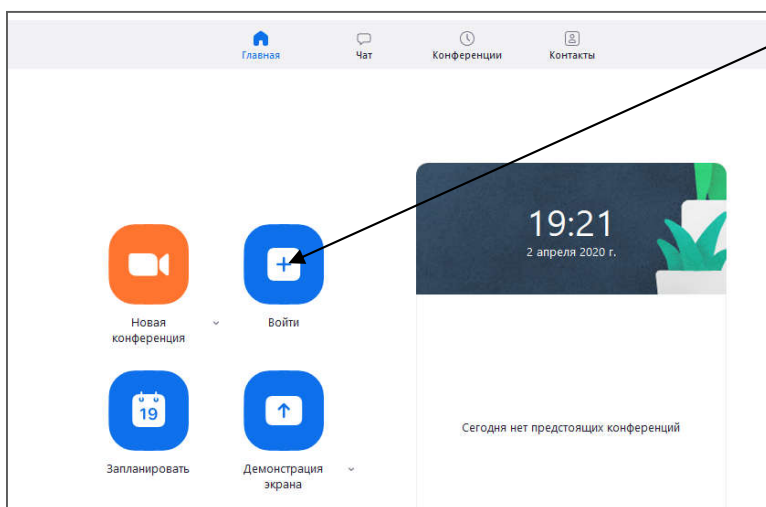 Главная
Чат
Конференции
Контакты
19:21
2 апреля 2020 г.
Новая
конференция
Войти
19
Запланировать
Демонстрация
экрана
Сегодня нет предстоящих конференций